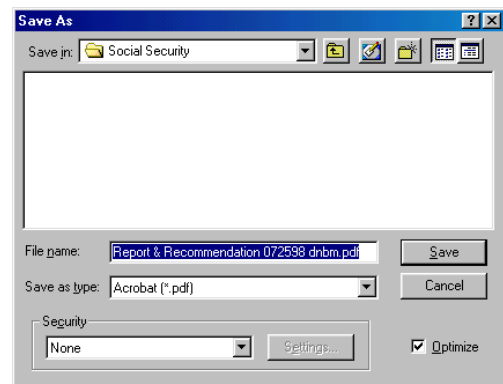 Save As
Save in: Social Security
File name: Report & Recommendation 072598 dnbm.pdf Save
Save as type: Acrobat (*.pdf) Cancel
Security
None Settings... Optimize